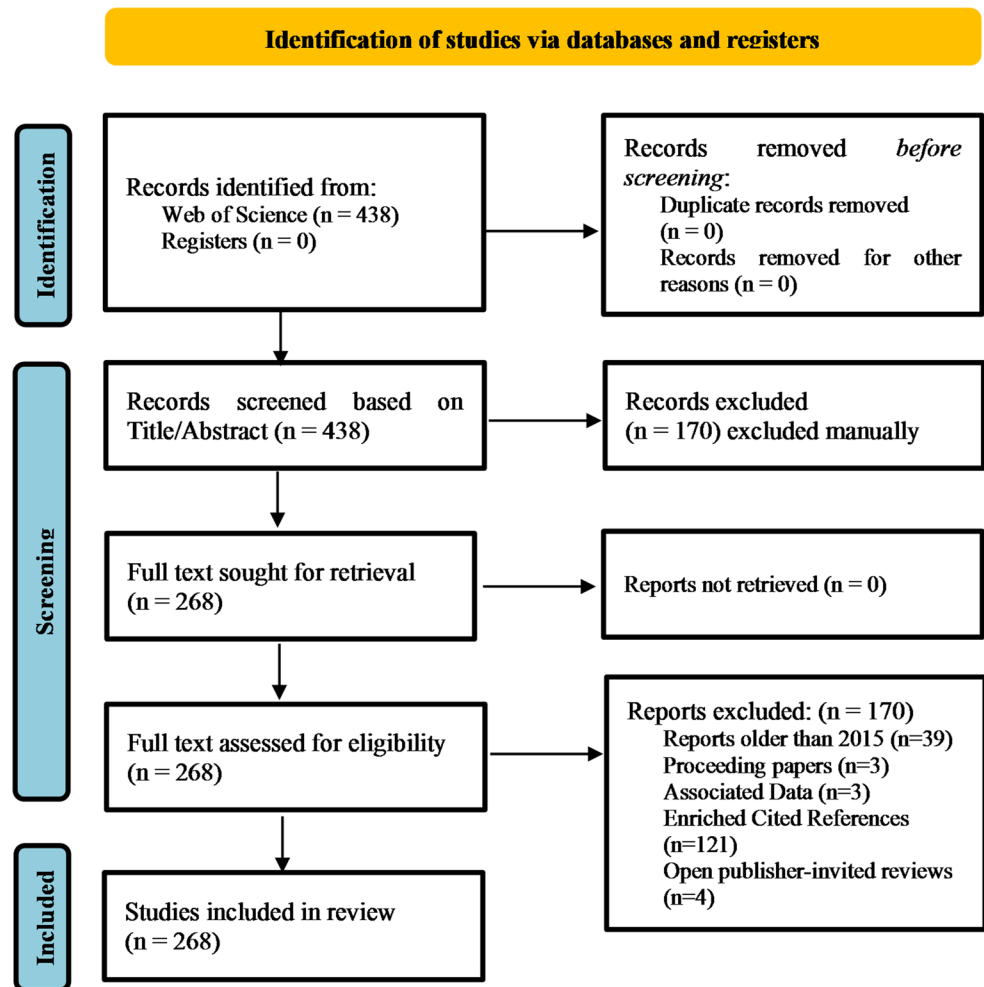 Identification of studies via databases and registers
Identification
Records identified from:
Web of Science (n = 438)
Registers (n = 0)
Records removed before
screening:
Duplicate records removed
(n = 0)
Records removed for other
reasons (n = 0)
Screening
Records screened based on
Title/Abstract (n = 438)
Records excluded
(n = 170) excluded manually
Full text sought for retrieval
(n = 268)
Reports not retrieved (n = 0)
Full text assessed for eligibility
(n = 268)
Reports excluded: (n = 170)
Reports older than 2015 (n=39)
Proceeding papers (n=3)
Associated Data (n=3)
Enriched Cited References
(n=121)
Open publisher-invited reviews
(n=4)
Included
Studies included in review
(n = 268)